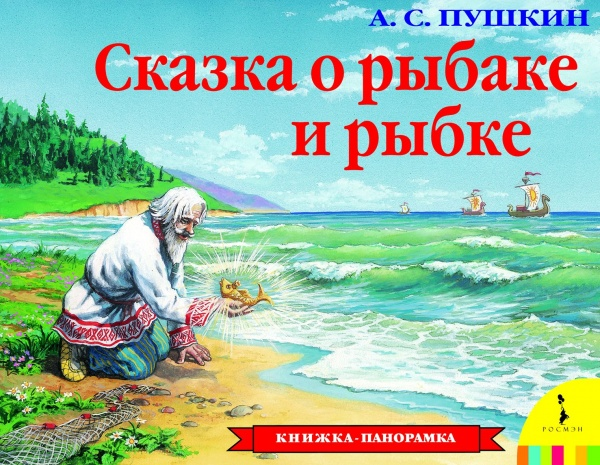 А. С. ПУШКИН
Сказка о рыбаке
и рыбке
КНИЖКА-ПАНОРАМКА
РОСМЭН